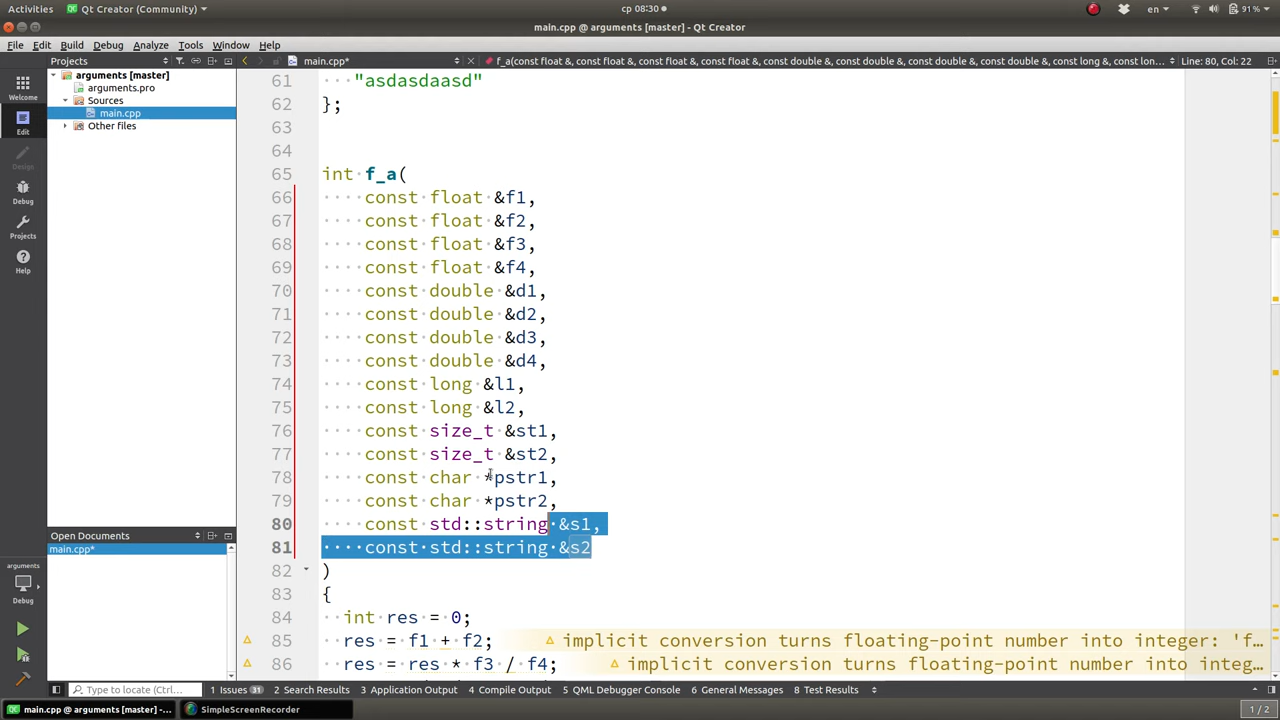 Activities Qt Creator (Community) ср 08:30 en 91 %
main.cpp @ arguments [master] - Qt Creator
File Edit Build Debug Analyze Tools Window Help
Projects main.cpp* f_a(const float &, const float &, const float &, const float &, const double &, const double &, const double &, const double &, const long &, const lon... Line: 80, Col: 22
arguments [master]
arguments.pro
Sources
main.cpp
Other files
Welcome
Edit
Design
Debug
Projects
Help
61 "asdasdaasd"
62 };
63
64
65 int f_a(
66 const float &f1,
67 const float &f2,
68 const float &f3,
69 const float &f4,
70 const double &d1,
71 const double &d2,
72 const double &d3,
73 const double &d4,
74 const long &l1,
75 const long &l2,
76 const size_t &st1,
77 const size_t &st2,
78 const char *pstr1,
79 const char *pstr2,
80 const std::string &s1,
81 const std::string &s2
82 )
83 {
84 int res = 0;
85 res = f1 + f2; implicit conversion turns floating-point number into integer: 'f...
86 res = res * f3 / f4; implicit conversion turns floating-point number into integ...
Open Documents
main.cpp*
arguments
Debug
Type to locate (Ctrl+...) 1 Issues 31 2 Search Results 3 Application Output 4 Compile Output 5 QML Debugger Console 6 General Messages 8 Test Results
main.cpp @ arguments [master] -... SimpleScreenRecorder 1 / 2